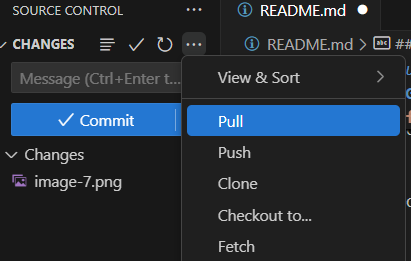 SOURCE CONTROL
README.md
CHANGES
README.md > ##
Message (Ctrl+Enter t...
View & Sort
Commit
Pull
Changes
Push
image-7.png
Clone
Checkout to...
Fetch